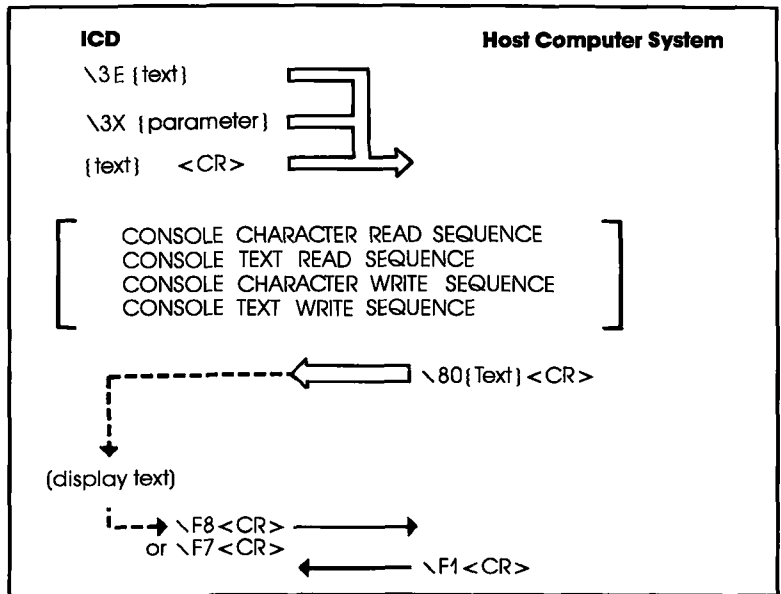 ICD Host Computer System
\3E {text}
\3X {parameter}
{text} <CR>
CONSOLE CHARACTER READ SEQUENCE
CONSOLE TEXT READ SEQUENCE
CONSOLE CHARACTER WRITE SEQUENCE
CONSOLE TEXT WRITE SEQUENCE
\80{Text}<CR>
(display text)
\F8<CR>
or \F7<CR>
\F1<CR>